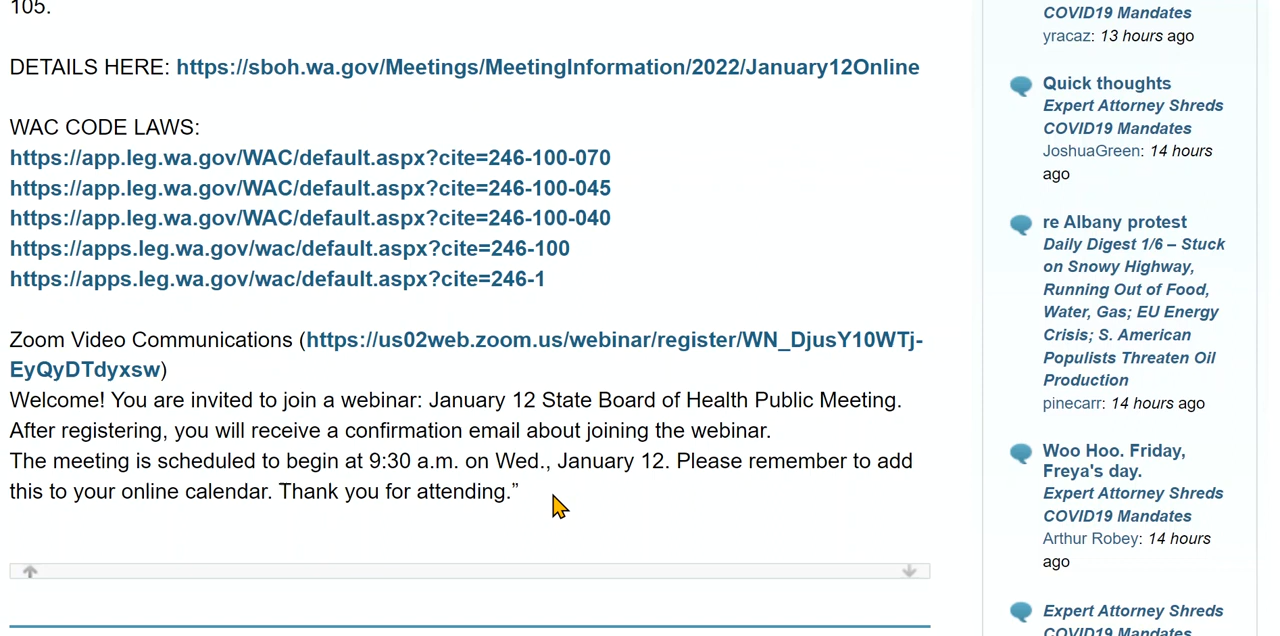 105.
DETAILS HERE: https://sboh.wa.gov/Meetings/MeetingInformation/2022/January12Online
WAC CODE LAWS:
https://app.leg.wa.gov/WAC/default.aspx?cite=246-100-070
https://app.leg.wa.gov/WAC/default.aspx?cite=246-100-045
https://app.leg.wa.gov/WAC/default.aspx?cite=246-100-040
https://apps.leg.wa.gov/wac/default.aspx?cite=246-100
https://apps.leg.wa.gov/wac/default.aspx?cite=246-1
Zoom Video Communications (https://us02web.zoom.us/webinar/register/WN_DjusY10WTj-
EyQyDTdyxsw)
Welcome! You are invited to join a webinar: January 12 State Board of Health Public Meeting.
After registering, you will receive a confirmation email about joining the webinar.
The meeting is scheduled to begin at 9:30 a.m. on Wed., January 12. Please remember to add
this to your online calendar. Thank you for attending.”
COVID19 Mandates
yracaz: 13 hours ago
Quick thoughts
Expert Attorney Shreds
COVID19 Mandates
JoshuaGreen: 14 hours
ago
re Albany protest
Daily Digest 1/6 – Stuck
on Snowy Highway,
Running Out of Food,
Water, Gas; EU Energy
Crisis; S. American
Populists Threaten Oil
Production
pinecarr: 14 hours ago
Woo Hoo. Friday,
Freya's day.
Expert Attorney Shreds
COVID19 Mandates
Arthur Robey: 14 hours
ago
Expert Attorney Shreds
COVID19 Mandates